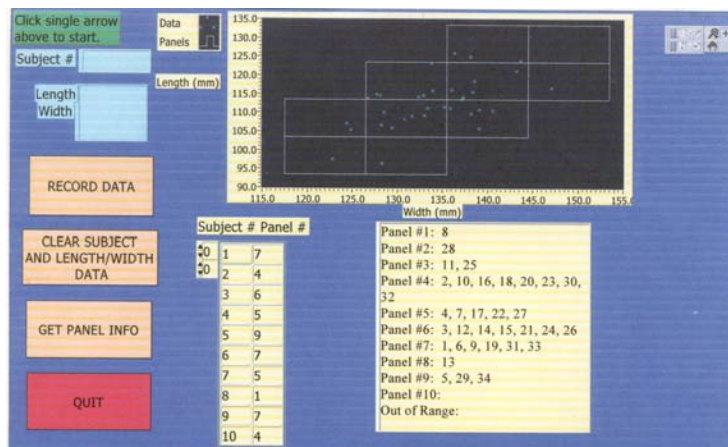 Click single arrow
above to start.
Subject #
Length
Width
RECORD DATA
CLEAR SUBJECT
AND LENGTH/WIDTH
DATA
GET PANEL INFO
QUIT
Data
Panels
Length (mm)
135.0
130.0
125.0
120.0
115.0
110.0
105.0
100.0
95.0
90.0
115.0 120.0 125.0 130.0 135.0 140.0 145.0 150.0 155.0
Width (mm)
Subject # Panel #
0
0
1 7
2 4
3 6
4 5
5 9
6 7
7 5
8 1
9 7
10 4
Panel #1: 8
Panel #2: 28
Panel #3: 11, 25
Panel #4: 2, 10, 16, 18, 20, 23, 30,
32
Panel #5: 4, 7, 17, 22, 27
Panel #6: 3, 12, 14, 15, 21, 24, 26
Panel #7: 1, 6, 9, 19, 31, 33
Panel #8: 13
Panel #9: 5, 29, 34
Panel #10:
Out of Range: